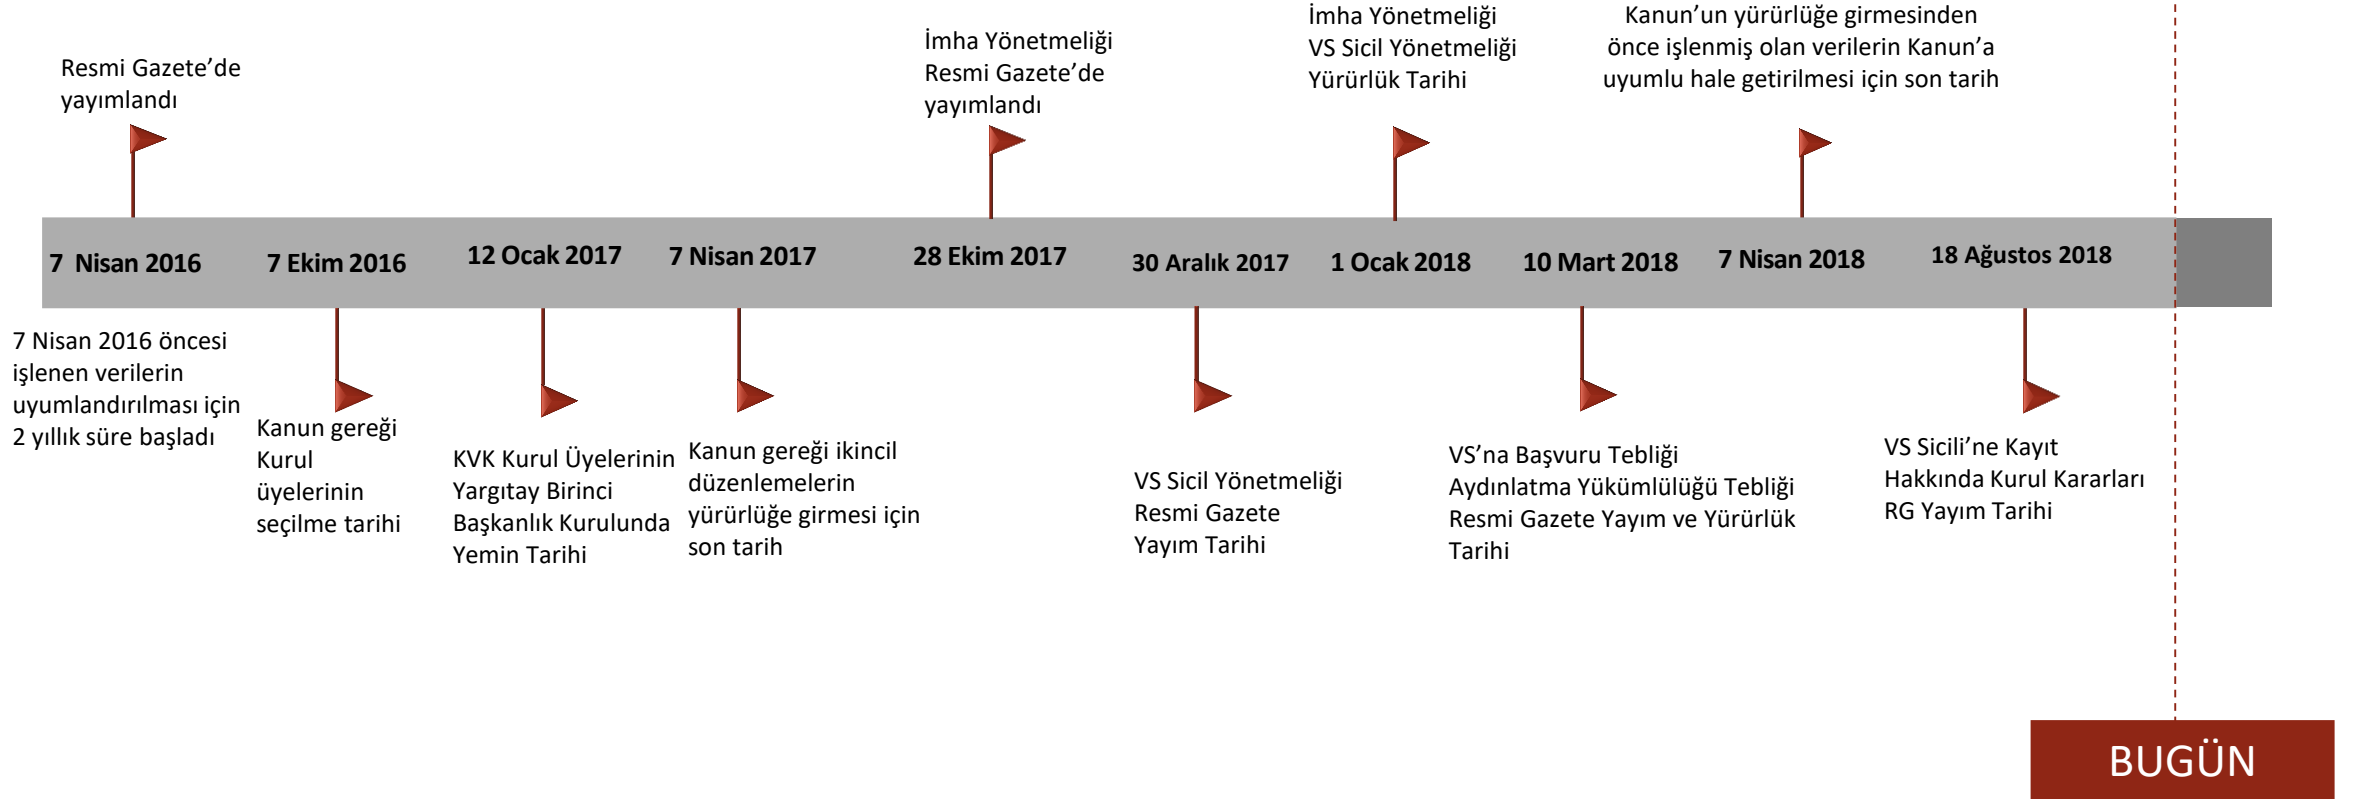 Resmi Gazete’de
yayımlandı
İmha Yönetmeliği
Resmi Gazete’de
yayımlandı
İmha Yönetmeliği
VS Sicil Yönetmeliği
Yürürlük Tarihi
Kanun’un yürürlüğe girmesinden
önce işlenmiş olan verilerin Kanun’a
uyumlu hale getirilmesi için son tarih
7 Nisan 2016
7 Ekim 2016
12 Ocak 2017
7 Nisan 2017
28 Ekim 2017
30 Aralık 2017
1 Ocak 2018
10 Mart 2018
7 Nisan 2018
18 Ağustos 2018
7 Nisan 2016 öncesi
işlenen verilerin
uyumlandırılması için
2 yıllık süre başladı
Kanun gereği
Kurul
üyelerinin
seçilme tarihi
KVK Kurul Üyelerinin
Yargıtay Birinci
Başkanlık Kurulunda
Yemin Tarihi
Kanun gereği ikincil
düzenlemelerin
yürürlüğe girmesi için
son tarih
VS Sicil Yönetmeliği
Resmi Gazete
Yayım Tarihi
VS’na Başvuru Tebliği
Aydınlatma Yükümlülüğü Tebliği
Resmi Gazete Yayım ve Yürürlük
Tarihi
VS Sicili’ne Kayıt
Hakkında Kurul Kararları
RG Yayım Tarihi
BUGÜN